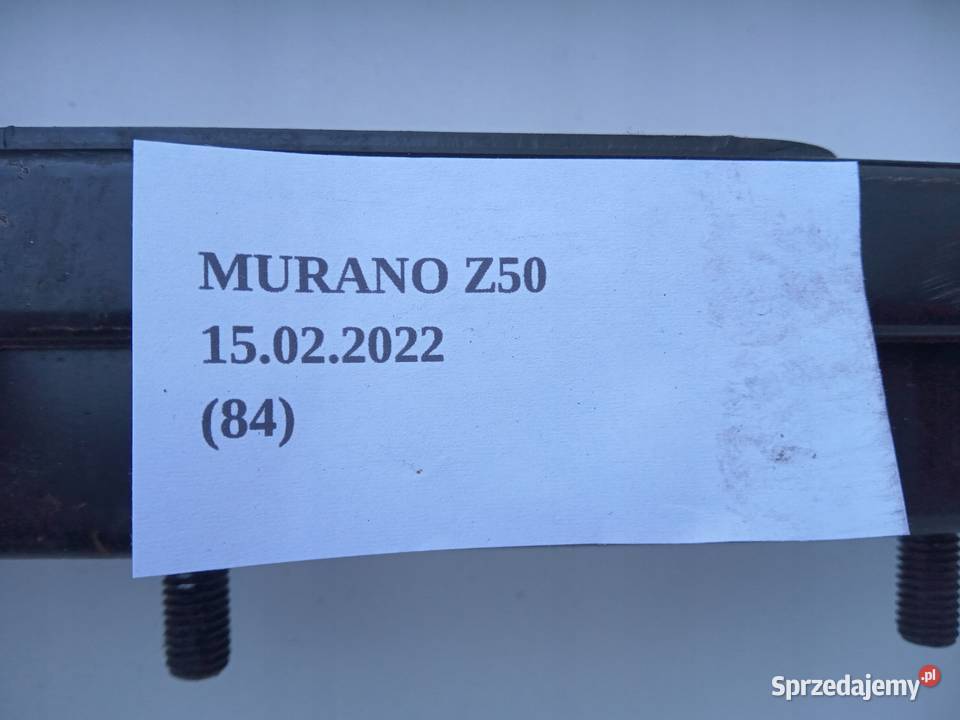 MURANO Z50
15.02.2022
(84)
Sprzedajemy.pl